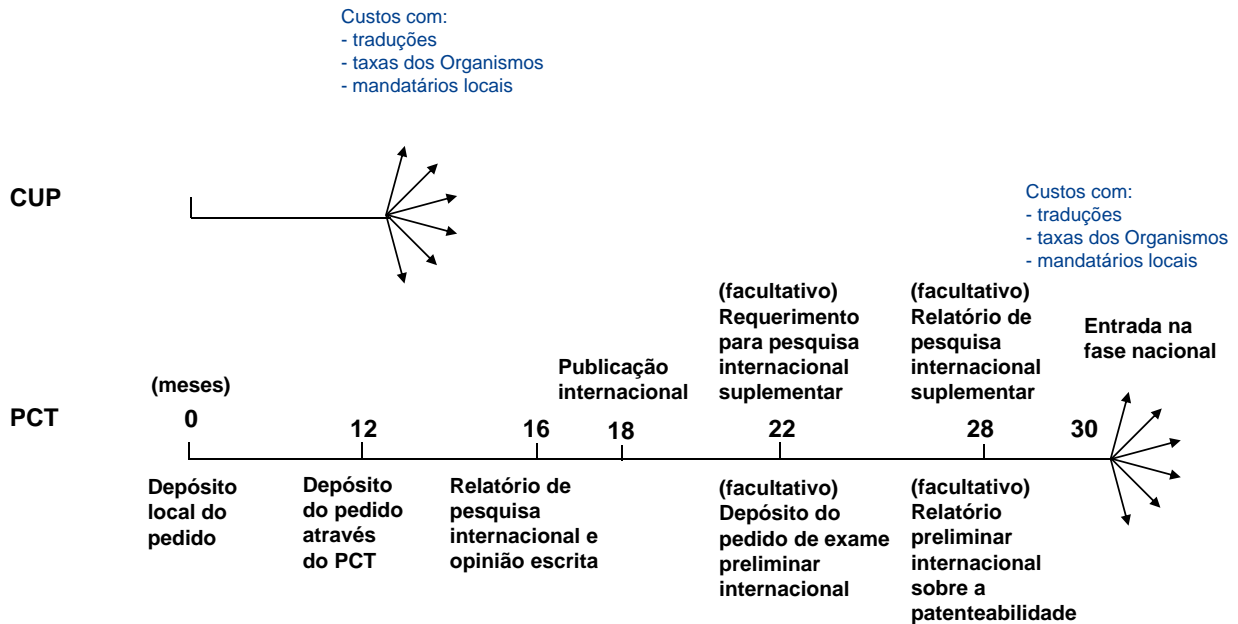 Custos com:
- traduções
- taxas dos Organismos
- mandatários locais
CUP
Custos com:
- traduções
- taxas dos Organismos
- mandatários locais
(facultativo)
Requerimento
para pesquisa
internacional
suplementar
(facultativo)
Relatório de
pesquisa
internacional
suplementar
Entrada na
fase nacional
Publicação
internacional
(meses)
PCT
0
12
16
18
22
28
30
Depósito
local do
pedido
Depósito
do pedido
através
do PCT
Relatório de
pesquisa
internacional e
opinião escrita
(facultativo)
Depósito do
pedido de exame
preliminar
internacional
(facultativo)
Relatório
preliminar
internacional
sobre a
patenteabilidade